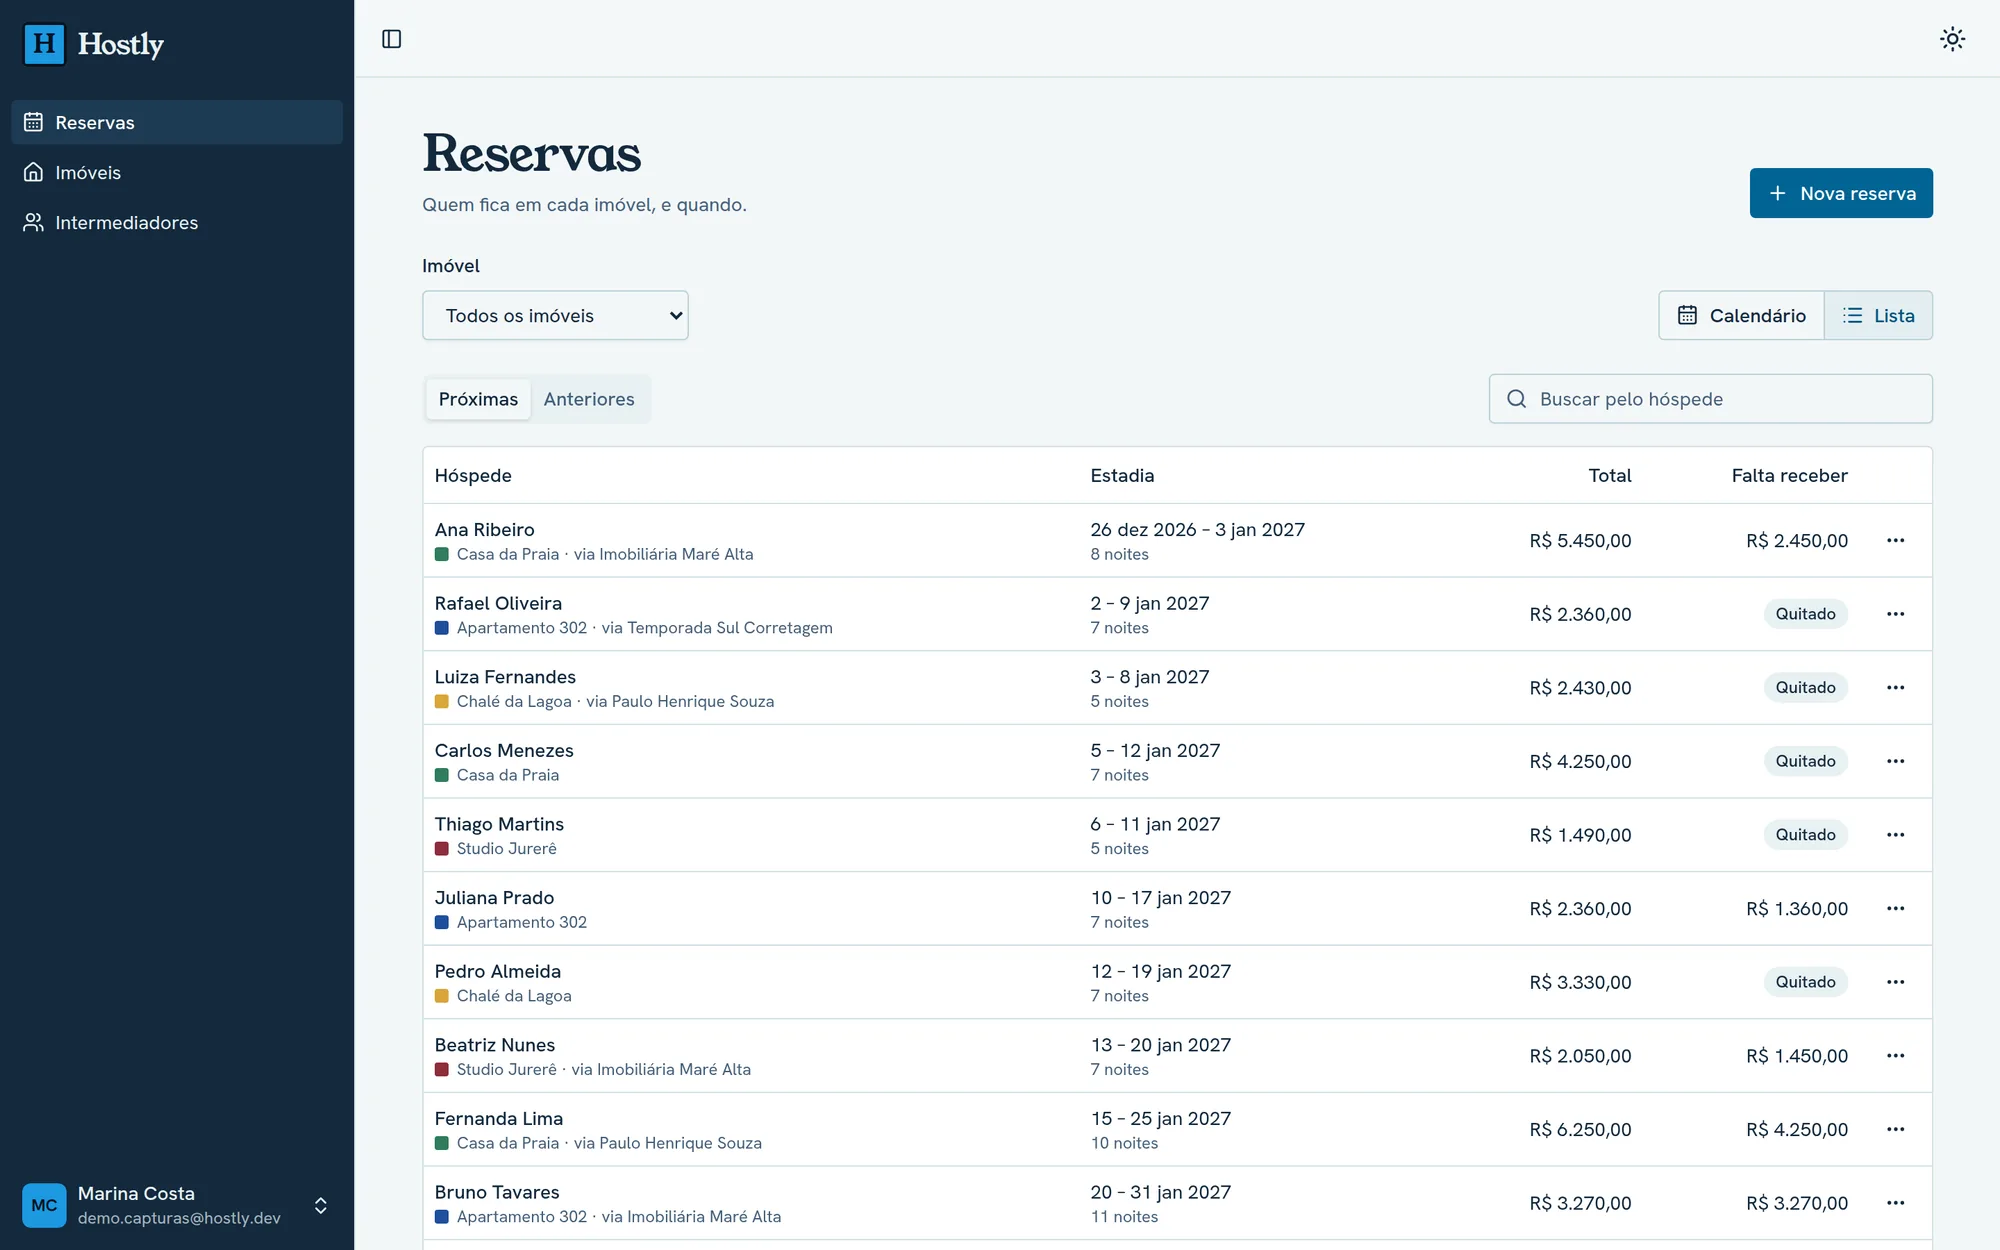 H Hostly
Reservas
Imóveis
Intermediadores
Reservas
Quem fica em cada imóvel, e quando.
Nova reserva
Imóvel
Todos os imóveis
Calendário
Lista
Próximas
Anteriores
Buscar pelo hóspede
Hóspede Estadia Total Falta receber
Ana Ribeiro 26 dez 2026 – 3 jan 2027 R$ 5.450,00 R$ 2.450,00
Casa da Praia · via Imobiliária Maré Alta 8 noites
Rafael Oliveira 2 – 9 jan 2027 R$ 2.360,00 Quitado
Apartamento 302 · via Temporada Sul Corretagem 7 noites
Luiza Fernandes 3 – 8 jan 2027 R$ 2.430,00 Quitado
Chalé da Lagoa · via Paulo Henrique Souza 5 noites
Carlos Menezes 5 – 12 jan 2027 R$ 4.250,00 Quitado
Casa da Praia 7 noites
Thiago Martins 6 – 11 jan 2027 R$ 1.490,00 Quitado
Studio Jurerê 5 noites
Juliana Prado 10 – 17 jan 2027 R$ 2.360,00 R$ 1.360,00
Apartamento 302 7 noites
Pedro Almeida 12 – 19 jan 2027 R$ 3.330,00 Quitado
Chalé da Lagoa 7 noites
Beatriz Nunes 13 – 20 jan 2027 R$ 2.050,00 R$ 1.450,00
Studio Jurerê · via Imobiliária Maré Alta 7 noites
Fernanda Lima 15 – 25 jan 2027 R$ 6.250,00 R$ 4.250,00
Casa da Praia · via Paulo Henrique Souza 10 noites
Bruno Tavares 20 – 31 jan 2027 R$ 3.270,00 R$ 3.270,00
Apartamento 302 · via Imobiliária Maré Alta 11 noites
MC Marina Costa
demo.capturas@hostly.dev